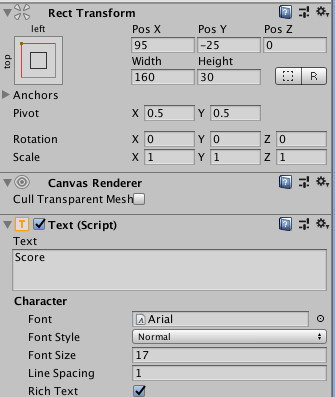 Rect Transform
left
Pos X Pos Y Pos Z
95 -25 0
top
Width Height
160 30 R
Anchors
Pivot X 0.5 Y 0.5
Rotation X 0 Y 0 Z 0
Scale X 1 Y 1 Z 1
Canvas Renderer
Cull Transparent Mesh
Text (Script)
Text
Score
Character
Font Arial
Font Style Normal
Font Size 17
Line Spacing 1
Rich Text